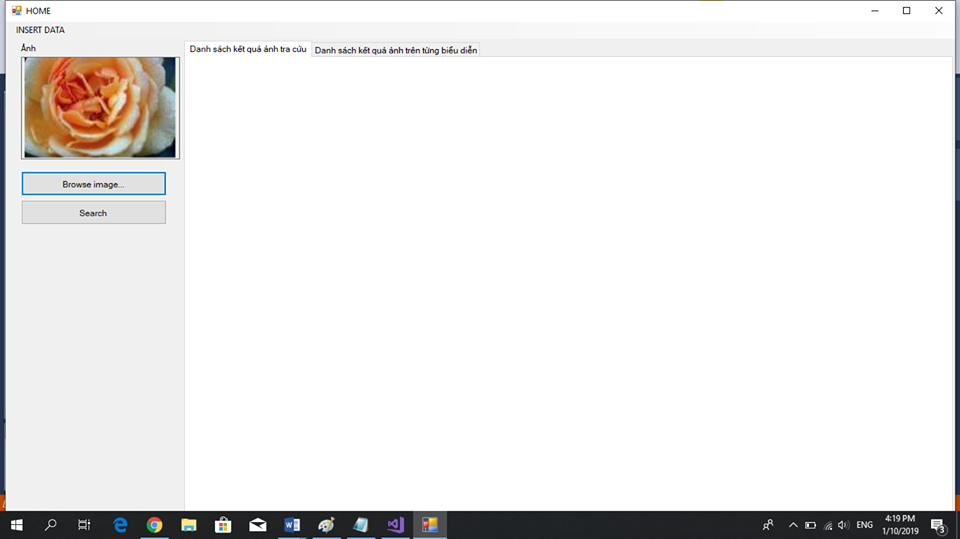 HOME
INSERT DATA
Ảnh
Danh sách kết quả ảnh tra cứu
Danh sách kết quả ảnh trên từng biểu diễn
Browse image...
Search
ENG
4:19 PM
1/10/2019
3